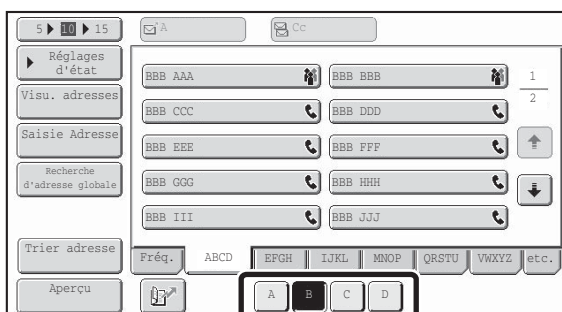 5 10 15
A
Cc
Réglages
d'état
Visu. adresses
Saisie Adresse
Recherche
d'adresse globale
Trier adresse
Aperçu
BBB AAA
BBB BBB
BBB CCC
BBB DDD
BBB EEE
BBB FFF
BBB GGG
BBB HHH
BBB III
BBB JJJ
1
2
Fréq.
ABCD
EFGH
IJKL
MNOP
QRSTU
VWXYZ
etc.
A
B
C
D